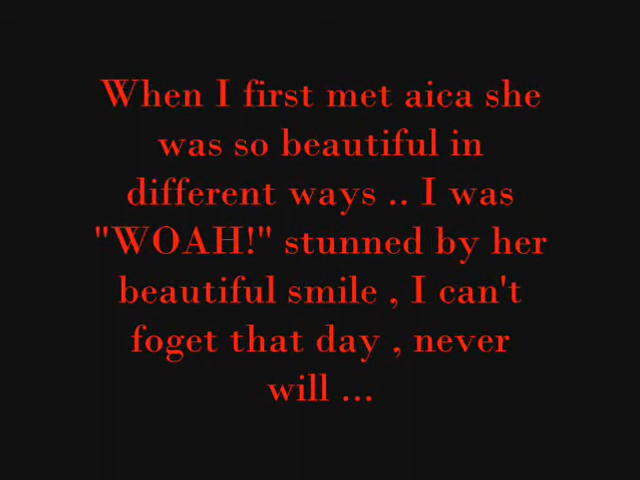 When I first met aica she
was so beautiful in
different ways .. I was
"WOAH!" stunned by her
beautiful smile , I can't
foget that day , never
will ...